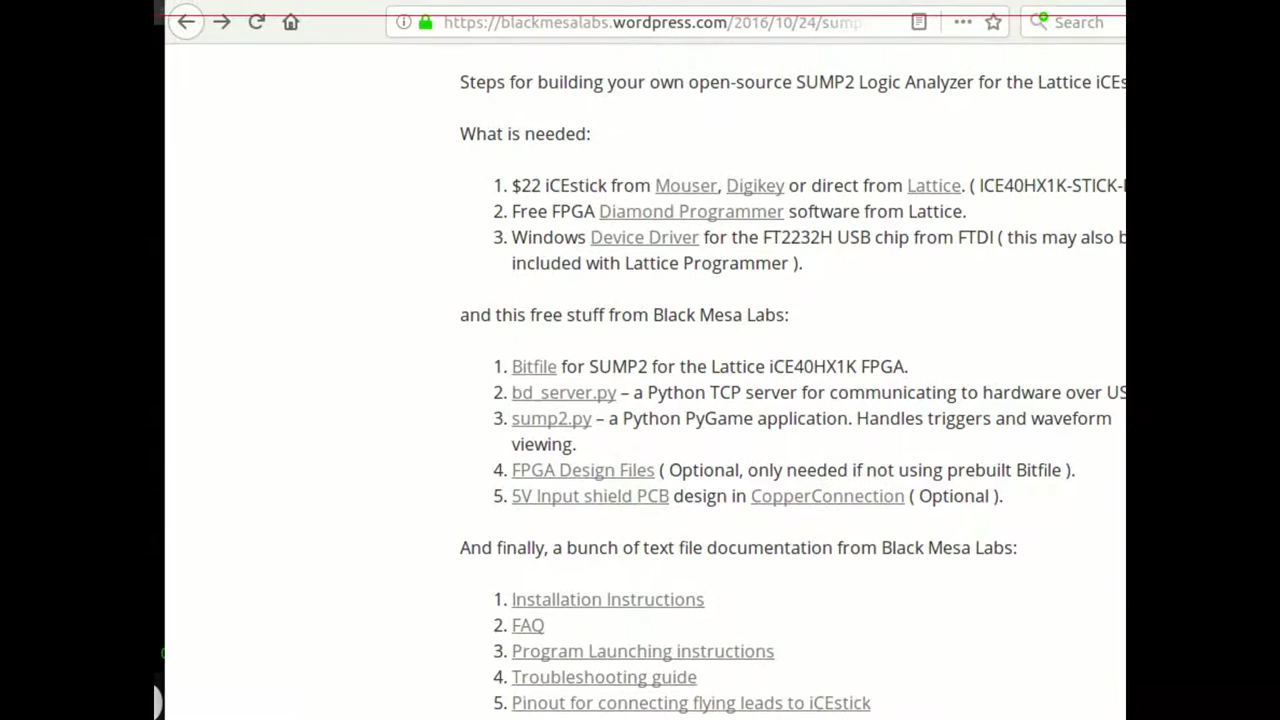 https://blackmesalabs.wordpress.com/2016/10/24/sump
Search
Steps for building your own open-source SUMP2 Logic Analyzer for the Lattice iCEs
What is needed:
1. $22 iCEstick from Mouser, Digikey or direct from Lattice. ( ICE40HX1K-STICK-
2. Free FPGA Diamond Programmer software from Lattice.
3. Windows Device Driver for the FT2232H USB chip from FTDI ( this may also b
included with Lattice Programmer ).
and this free stuff from Black Mesa Labs:
1. Bitfile for SUMP2 for the Lattice iCE40HX1K FPGA.
2. bd_server.py – a Python TCP server for communicating to hardware over US
3. sump2.py – a Python PyGame application. Handles triggers and waveform
viewing.
4. FPGA Design Files ( Optional, only needed if not using prebuilt Bitfile ).
5. 5V Input shield PCB design in CopperConnection ( Optional ).
And finally, a bunch of text file documentation from Black Mesa Labs:
1. Installation Instructions
2. FAQ
3. Program Launching instructions
4. Troubleshooting guide
5. Pinout for connecting flying leads to iCEstick